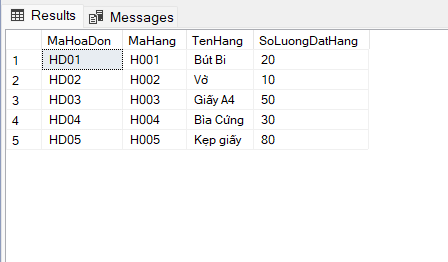 Results Messages
MaHoaDon MaHang TenHang SoLuongDatHang
1 HD01 H001 Bút Bi 20
2 HD02 H002 Vở 10
3 HD03 H003 Giấy A4 50
4 HD04 H004 Bìa Cứng 30
5 HD05 H005 Kẹp giấy 80